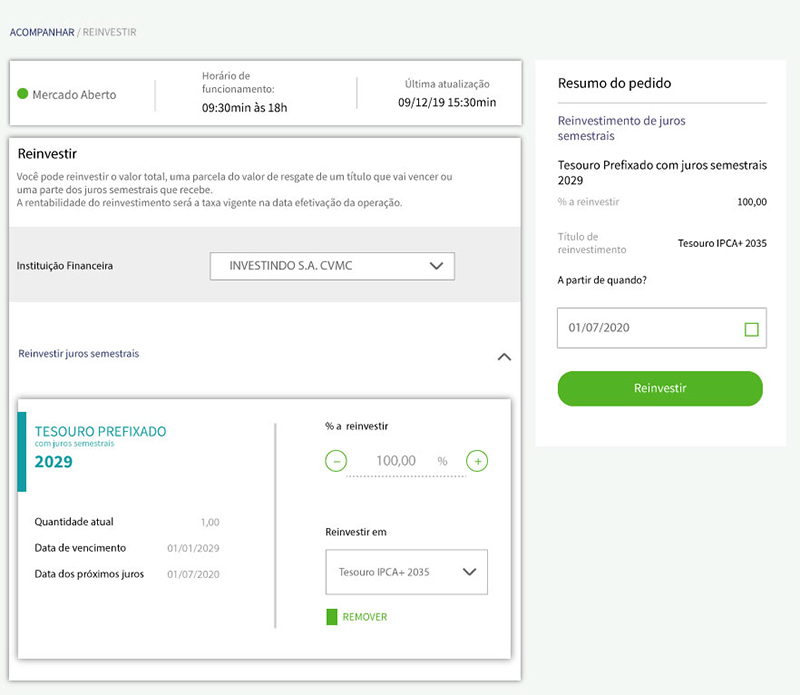 ACOMPANHAR / REINVESTIR
Mercado Aberto
Horário de
funcionamento:
09:30min às 18h
Última atualização
09/12/19 15:30min
Reinvestir
Você pode reinvestir o valor total, uma parcela do valor de resgate de um título que vai vencer ou
uma parte dos juros semestrais que recebe.
A rentabilidade do reinvestimento será a taxa vigente na data efetivação da operação.
Instituição Financeira
INVESTINDO S.A. CVMC
Reinvestir juros semestrais
TESOURO PREFIXADO
com juros semestrais
2029
Quantidade atual 1,00
Data de vencimento 01/01/2029
Data dos próximos juros 01/07/2020
% a reinvestir
− 100,00 % +
Reinvestir em
Tesouro IPCA+ 2035
REMOVER
Resumo do pedido
Reinvestimento de juros
semestrais
Tesouro Prefixado com juros semestrais
2029
% a reinvestir 100,00
Título de
reinvestimento
Tesouro IPCA+ 2035
A partir de quando?
01/07/2020
Reinvestir